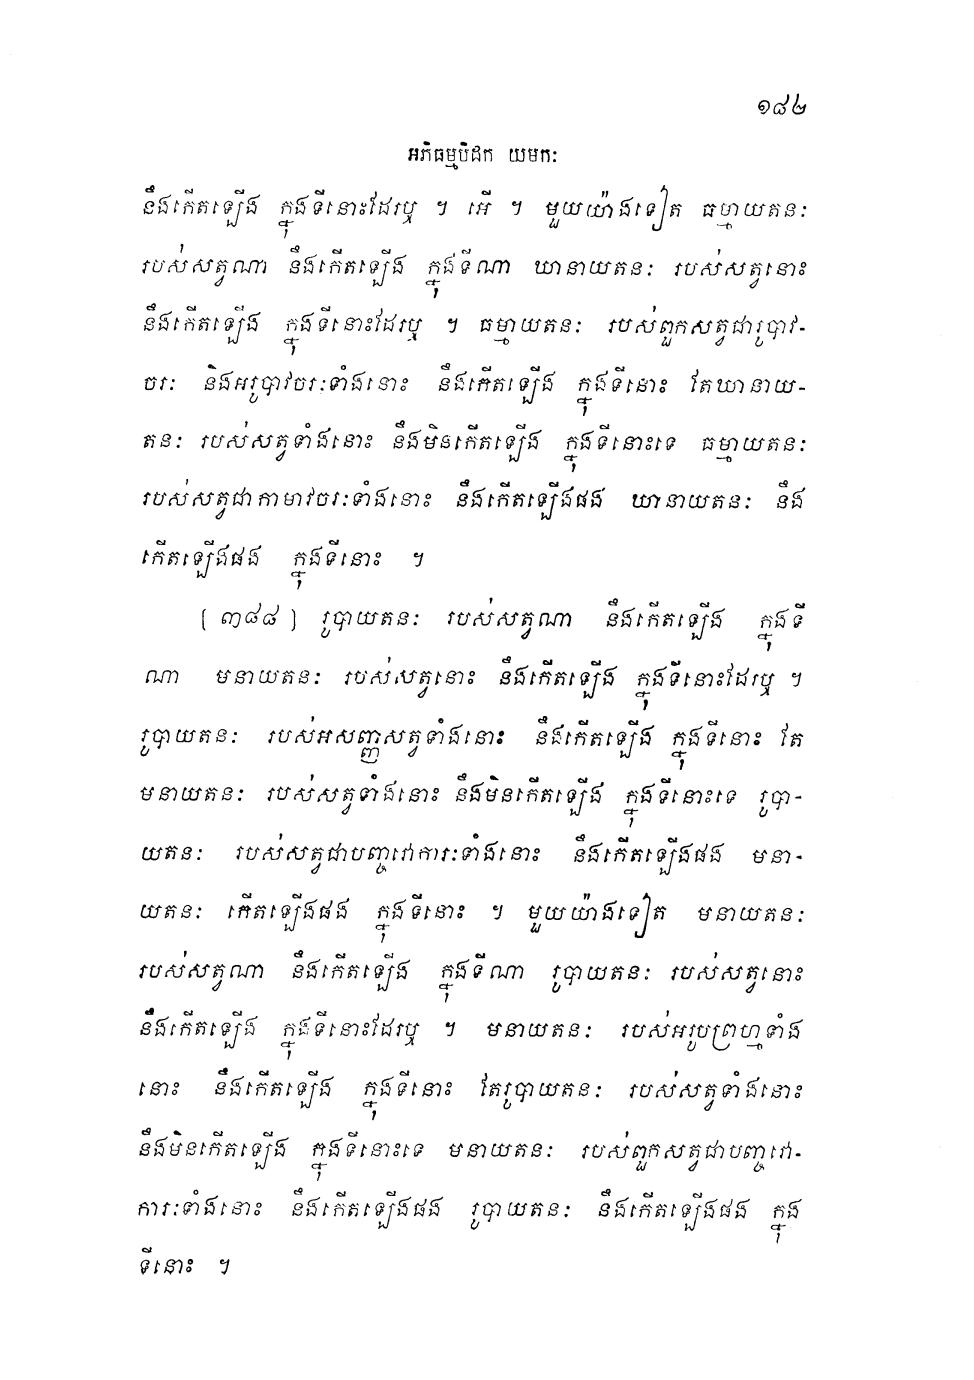 ១៨២
អភិធម្មបិដក យមកៈ
នឹងកើតឡើង ក្នុងទីនោះដែរឬ ។ អើ ។ មួយយ៉ាងទៀត ធម្មាយតនៈ
របស់សត្វណា នឹងកើតឡើង ក្នុងទីណា ឃានាយតនៈ របស់សត្វនោះ
នឹងកើតឡើង ក្នុងទីនោះដែរឬ ។ ធម្មាយតនៈ របស់ពួកសត្វជារូបាវ-
ចរៈ និងអរូបាវចរៈទាំងនោះ នឹងកើតឡើង ក្នុងទីនោះ តែឃានាយ-
តនៈ របស់សត្វទាំងនោះ នឹងមិនកើតឡើង ក្នុងទីនោះទេ ធម្មាយតនៈ
របស់សត្វជាកាមាវចរៈទាំងនោះ នឹងកើតឡើងផង ឃានាយតនៈ នឹង
កើតឡើងផង ក្នុងទីនោះ ។
[ ៣៨៨ ] រូបាយតនៈ របស់សត្វណា នឹងកើតឡើង ក្នុងទី
ណា មនាយតនៈ របស់សត្វនោះ នឹងកើតឡើង ក្នុងទីនោះដែរឬ ។
រូបាយតនៈ របស់អសញ្ញសត្វទាំងនោះ នឹងកើតឡើង ក្នុងទីនោះ តែ
មនាយតនៈ របស់សត្វទាំងនោះ នឹងមិនកើតឡើង ក្នុងទីនោះទេ រូបា-
យតនៈ របស់សត្វជាបញ្ចវោការៈទាំងនោះ នឹងកើតឡើងផង មនា-
យតនៈ កើតឡើងផង ក្នុងទីនោះ ។ មួយយ៉ាងទៀត មនាយតនៈ
របស់សត្វណា នឹងកើតឡើង ក្នុងទីណា រូបាយតនៈ របស់សត្វនោះ
នឹងកើតឡើង ក្នុងទីនោះដែរឬ ។ មនាយតនៈ របស់អរូបព្រហ្មទាំង
នោះ នឹងកើតឡើង ក្នុងទីនោះ តែរូបាយតនៈ របស់សត្វទាំងនោះ
នឹងមិនកើតឡើង ក្នុងទីនោះទេ មនាយតនៈ របស់ពួកសត្វជាបញ្ចវោ-
ការៈទាំងនោះ នឹងកើតឡើងផង រូបាយតនៈ នឹងកើតឡើងផង ក្នុង
ទីនោះ ។